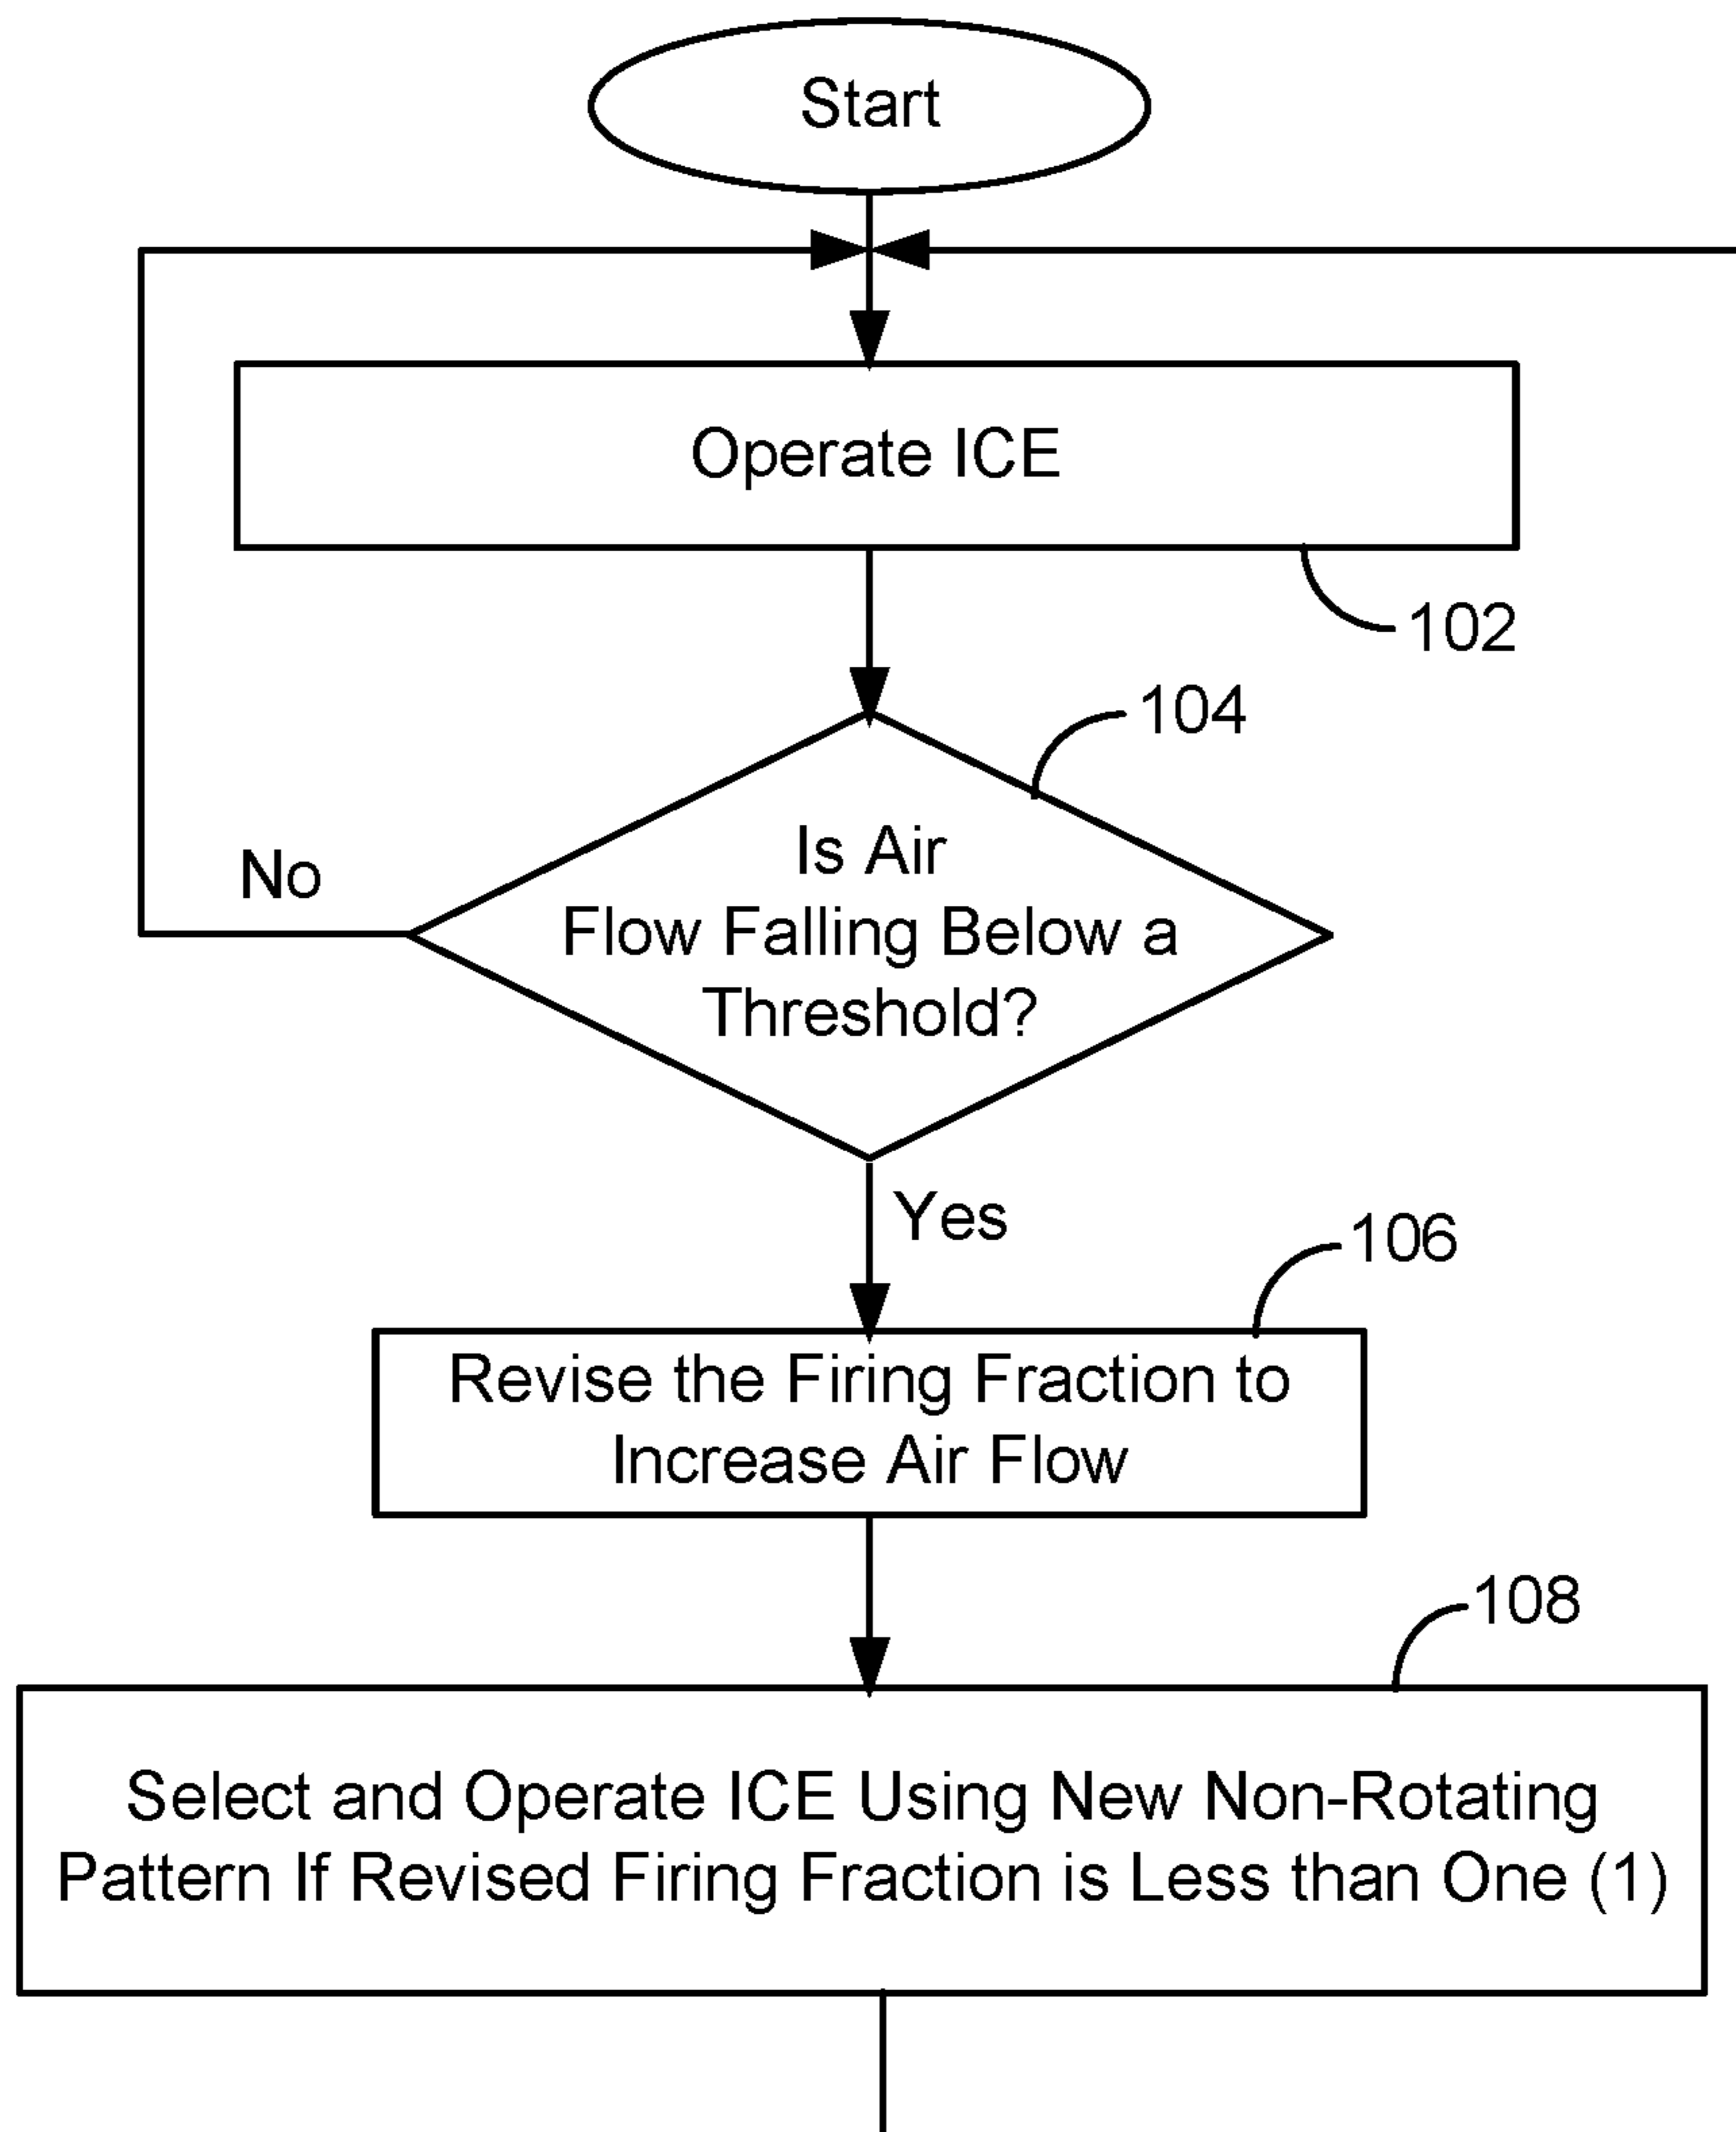 Start
Operate ICE
102
104
Is Air
Flow Falling Below a
Threshold?
No
Yes
106
Revise the Firing Fraction to
Increase Air Flow
108
Select and Operate ICE Using New Non-Rotating
Pattern If Revised Firing Fraction is Less than One (1)